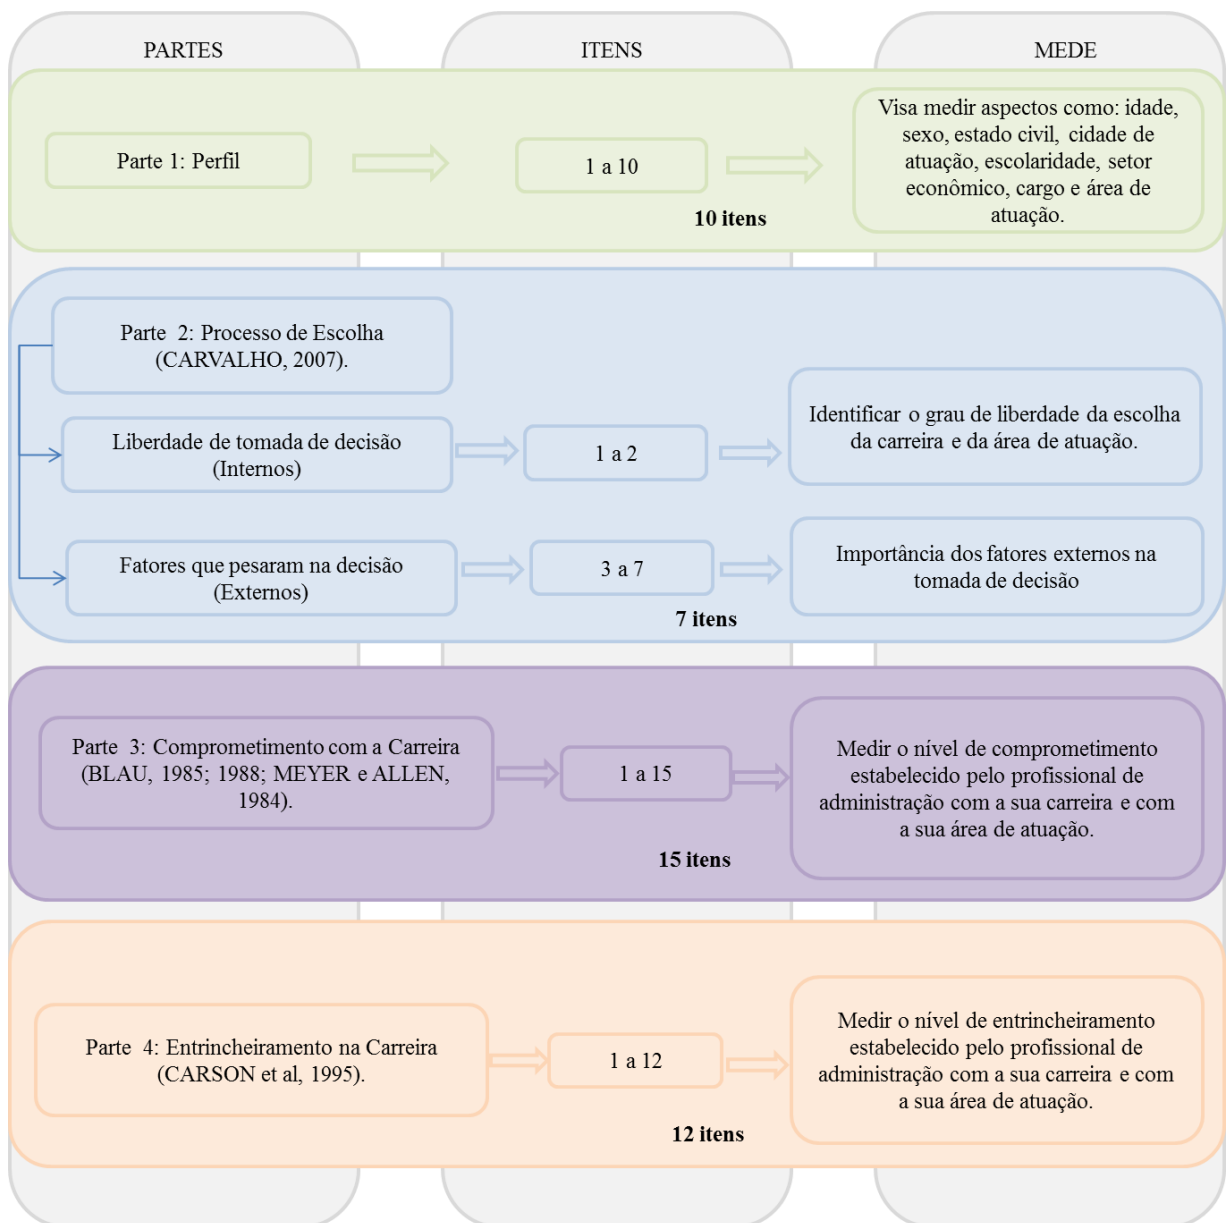 PARTES
ITENS
MEDE
Parte 1: Perfil
1 a 10
10 itens
Visa medir aspectos como: idade,
sexo, estado civil, cidade de
atuação, escolaridade, setor
econômico, cargo e área de
atuação.
Parte 2: Processo de Escolha
(CARVALHO, 2007).
Liberdade de tomada de decisão
(Internos)
1 a 2
Identificar o grau de liberdade da escolha
da carreira e da área de atuação.
Fatores que pesaram na decisão
(Externos)
3 a 7
Importância dos fatores externos na
tomada de decisão
7 itens
Parte 3: Comprometimento com a Carreira
(BLAU, 1985; 1988; MEYER e ALLEN,
1984).
1 a 15
Medir o nível de comprometimento
estabelecido pelo profissional de
administração com a sua carreira e com
a sua área de atuação.
15 itens
Parte 4: Entrincheiramento na Carreira
(CARSON et al, 1995).
1 a 12
Medir o nível de entrincheiramento
estabelecido pelo profissional de
administração com a sua carreira e com
a sua área de atuação.
12 itens